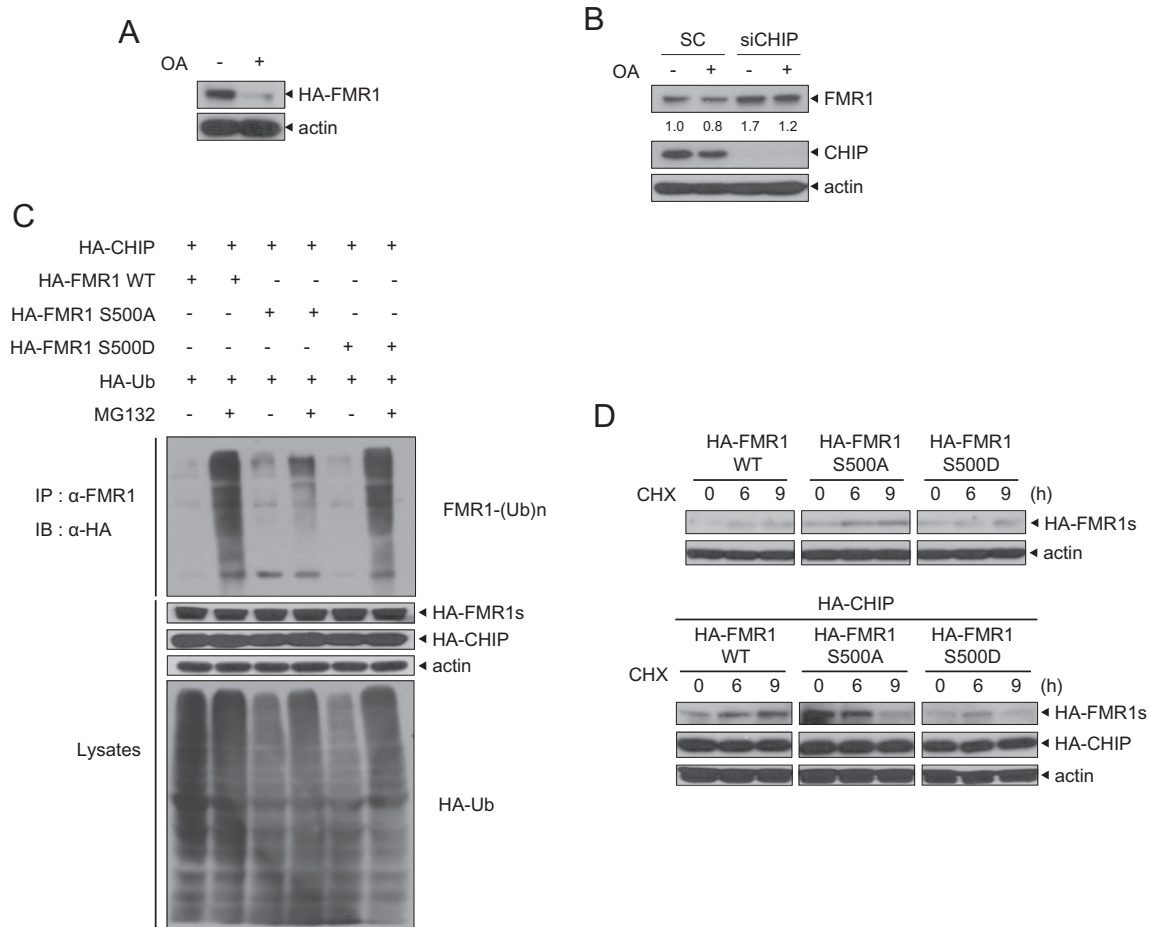 A
OA - +
HA-FMR1
actin
B
SC siCHIP
OA - + - +
FMR1
1.0 0.8 1.7 1.2
CHIP
actin
C
HA-CHIP + + + + + +
HA-FMR1 WT + + - - - -
HA-FMR1 S500A - - + + - -
HA-FMR1 S500D - - - - + +
HA-Ub + + + + + +
MG132 - + - + - +
IP : α-FMR1
IB : α-HA
FMR1-(Ub)n
HA-FMR1s
HA-CHIP
actin
Lysates
HA-Ub
D
HA-FMR1 HA-FMR1 HA-FMR1
WT S500A S500D
CHX 0 6 9 0 6 9 0 6 9 (h)
HA-FMR1s
actin
HA-CHIP
HA-FMR1 HA-FMR1 HA-FMR1
WT S500A S500D
CHX 0 6 9 0 6 9 0 6 9 (h)
HA-FMR1s
HA-CHIP
actin